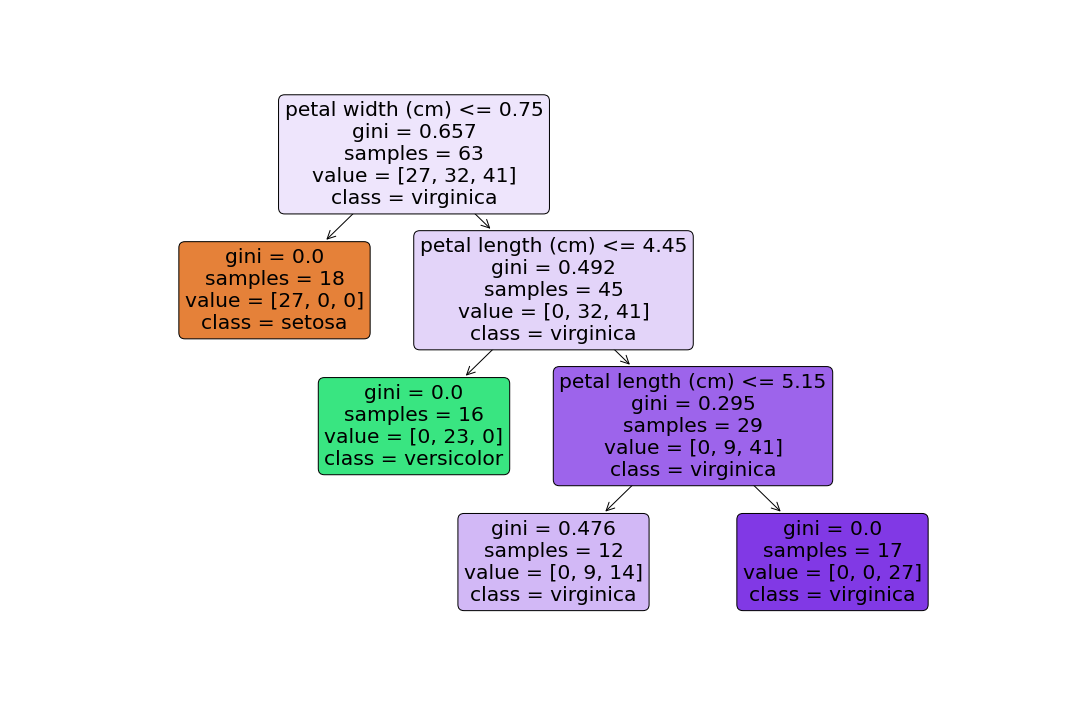 petal width (cm) <= 0.75
gini = 0.657
samples = 63
value = [27, 32, 41]
class = virginica
gini = 0.0
samples = 18
value = [27, 0, 0]
class = setosa
petal length (cm) <= 4.45
gini = 0.492
samples = 45
value = [0, 32, 41]
class = virginica
gini = 0.0
samples = 16
value = [0, 23, 0]
class = versicolor
petal length (cm) <= 5.15
gini = 0.295
samples = 29
value = [0, 9, 41]
class = virginica
gini = 0.476
samples = 12
value = [0, 9, 14]
class = virginica
gini = 0.0
samples = 17
value = [0, 0, 27]
class = virginica